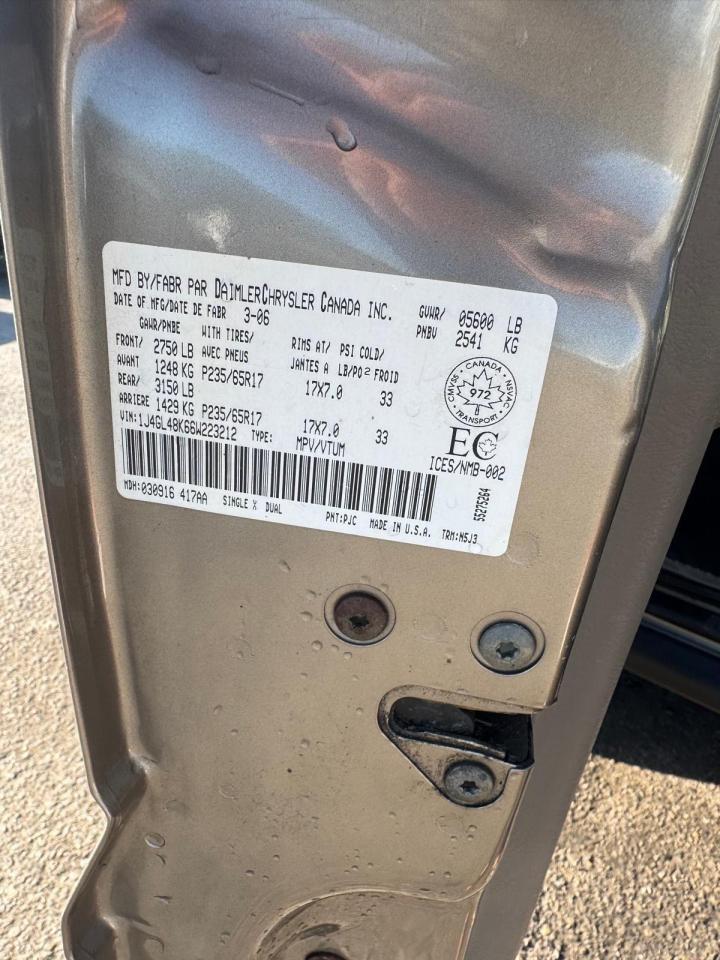 MFD BY/FABR PAR DAIMLERCHRYSLER CANADA INC.
DATE OF MFG/DATE DE FABR 3-06
GVWR/ 05600 LB
PNBV 2541 KG
GAWR/PNBE WITH TIRES/ RIMS AT/ PSI COLD/
FRONT/ 2750 LB AVEC PNEUS JANTES A LB/PO² FROID
AVANT 1248 KG P235/65R17 17X7.0 33
REAR/ 3150 LB
ARRIERE 1429 KG P235/65R17 17X7.0 33
VIN: 1J4GL48K66W223212 TYPE: MPV/VTUM
CANADA
CMVSS NSVAC
972
TRANSPORT
EC
ICES/NMB-002
MDH: 030916 417AA SINGLE X DUAL
PNT: PJC MADE IN U.S.A. TRM: N5J3
55275264